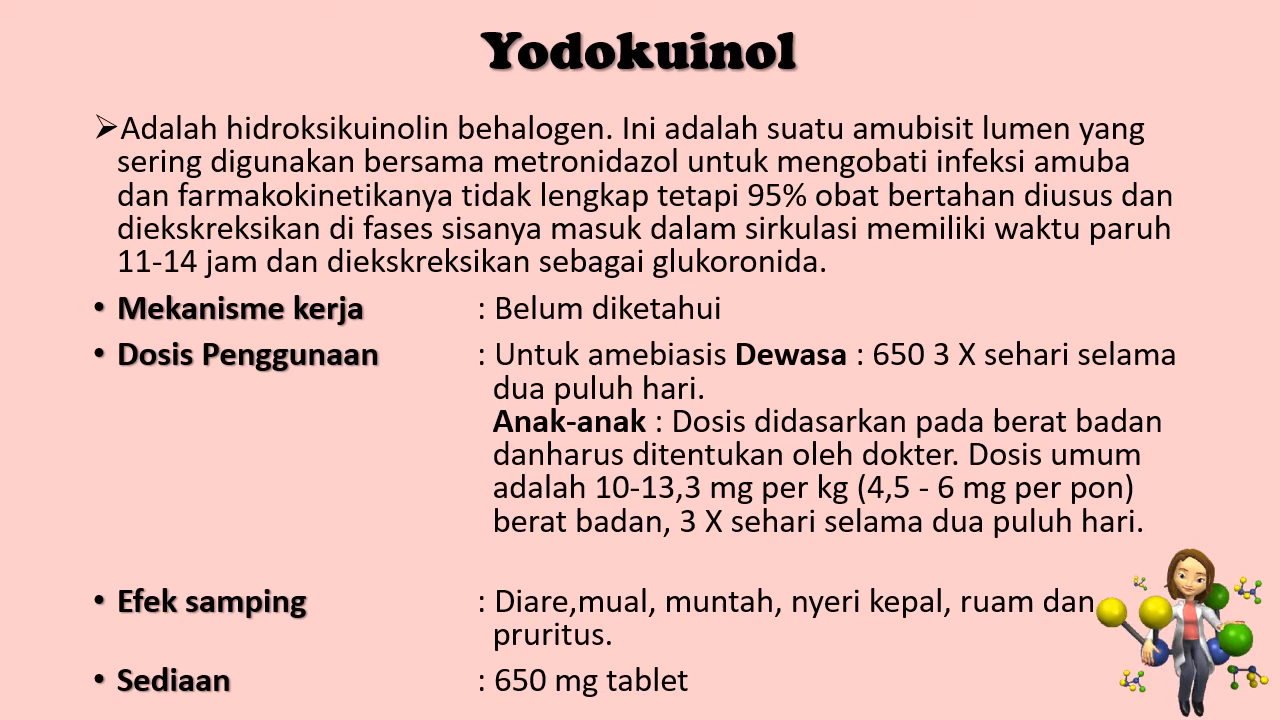 Yodokuinol
➢Adalah hidroksikuinolin behalogen. Ini adalah suatu amubisit lumen yang
sering digunakan bersama metronidazol untuk mengobati infeksi amuba
dan farmakokinetikanya tidak lengkap tetapi 95% obat bertahan diusus dan
diekskreksikan di fases sisanya masuk dalam sirkulasi memiliki waktu paruh
11-14 jam dan diekskreksikan sebagai glukoronida.
• Mekanisme kerja : Belum diketahui
• Dosis Penggunaan : Untuk amebiasis Dewasa : 650 3 X sehari selama
dua puluh hari.
Anak-anak : Dosis didasarkan pada berat badan
danharus ditentukan oleh dokter. Dosis umum
adalah 10-13,3 mg per kg (4,5 - 6 mg per pon)
berat badan, 3 X sehari selama dua puluh hari.
• Efek samping : Diare,mual, muntah, nyeri kepal, ruam dan
pruritus.
• Sediaan : 650 mg tablet